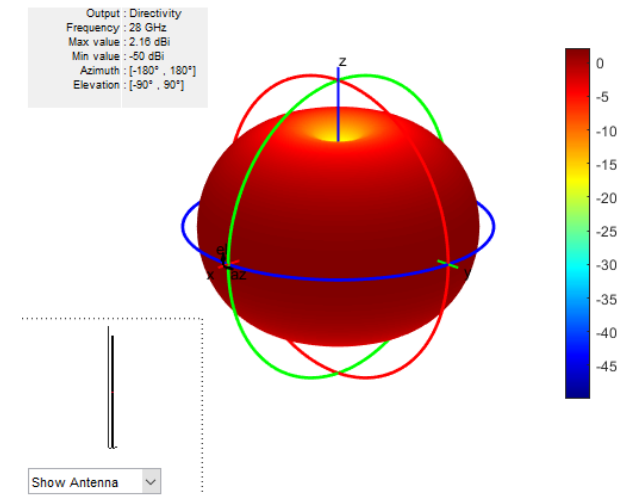 Output : Directivity
Frequency : 28 GHz
Max value : 2.16 dBi
Min value : -50 dBi
Azimuth : [-180° , 180°]
Elevation : [-90° , 90°]
z
0
-5
-10
-15
-20
-25
-30
-35
-40
-45
x
az
y
Show Antenna